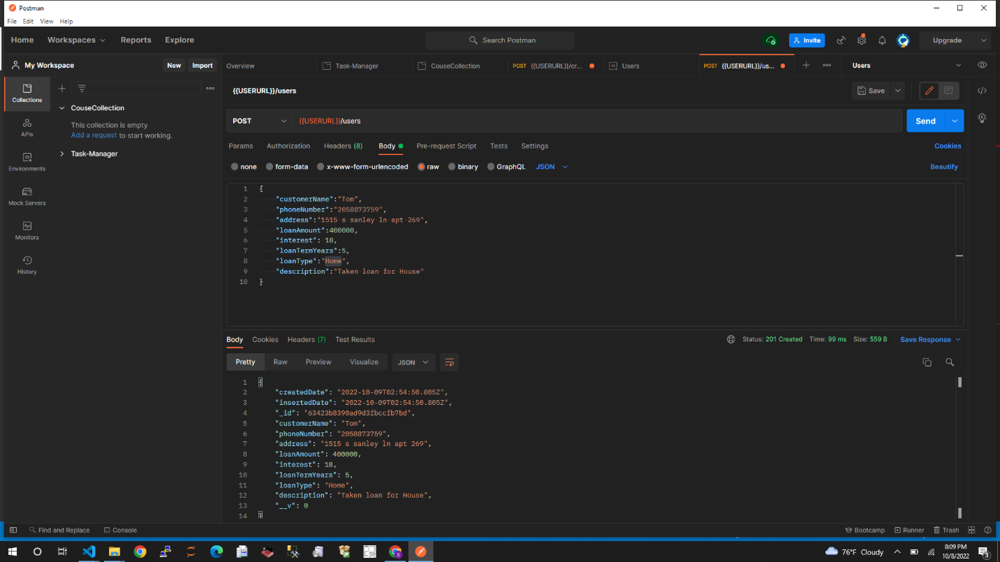 Postman
File Edit View Help
Home Workspaces Reports Explore Search Postman Invite Upgrade
My Workspace New Import Overview Task-Manager CouseCollection POST {{USERURL}}/cr... Users POST {{USERURL}}/us... Users
Collections
APIs
Environments
Mock Servers
Monitors
History
CouseCollection
This collection is empty
Add a request to start working.
Task-Manager
{{USERURL}}/users Save
POST {{USERURL}}/users Send
Params Authorization Headers (8) Body Pre-request Script Tests Settings Cookies
none form-data x-www-form-urlencoded raw binary GraphQL JSON Beautify
1 {
2 "customerName":"Tom",
3 "phoneNumber":"2058873759",
4 "address":"1515 s sanley ln apt 269",
5 "loanAmount":400000,
6 "interest": 18,
7 "loanTermYears":5,
8 "loanType":"Home",
9 "description":"Taken loan for House"
10 }
Body Cookies Headers (7) Test Results Status: 201 Created Time: 99 ms Size: 559 B Save Response
Pretty Raw Preview Visualize JSON
1 {
2 "createdDate": "2022-10-09T02:54:50.805Z",
3 "insertedDate": "2022-10-09T02:54:50.805Z",
4 "_id": "63423b8390ad9d3fbccfb7bd",
5 "customerName": "Tom",
6 "phoneNumber": "2058873759",
7 "address": "1515 s sanley ln apt 269",
8 "loanAmount": 400000,
9 "interest": 18,
10 "loanTermYears": 5,
11 "loanType": "Home",
12 "description": "Taken loan for House",
13 "__v": 0
14 }
Find and Replace Console Bootcamp Runner Trash
76°F Cloudy 8:09 PM
10/8/2022 3